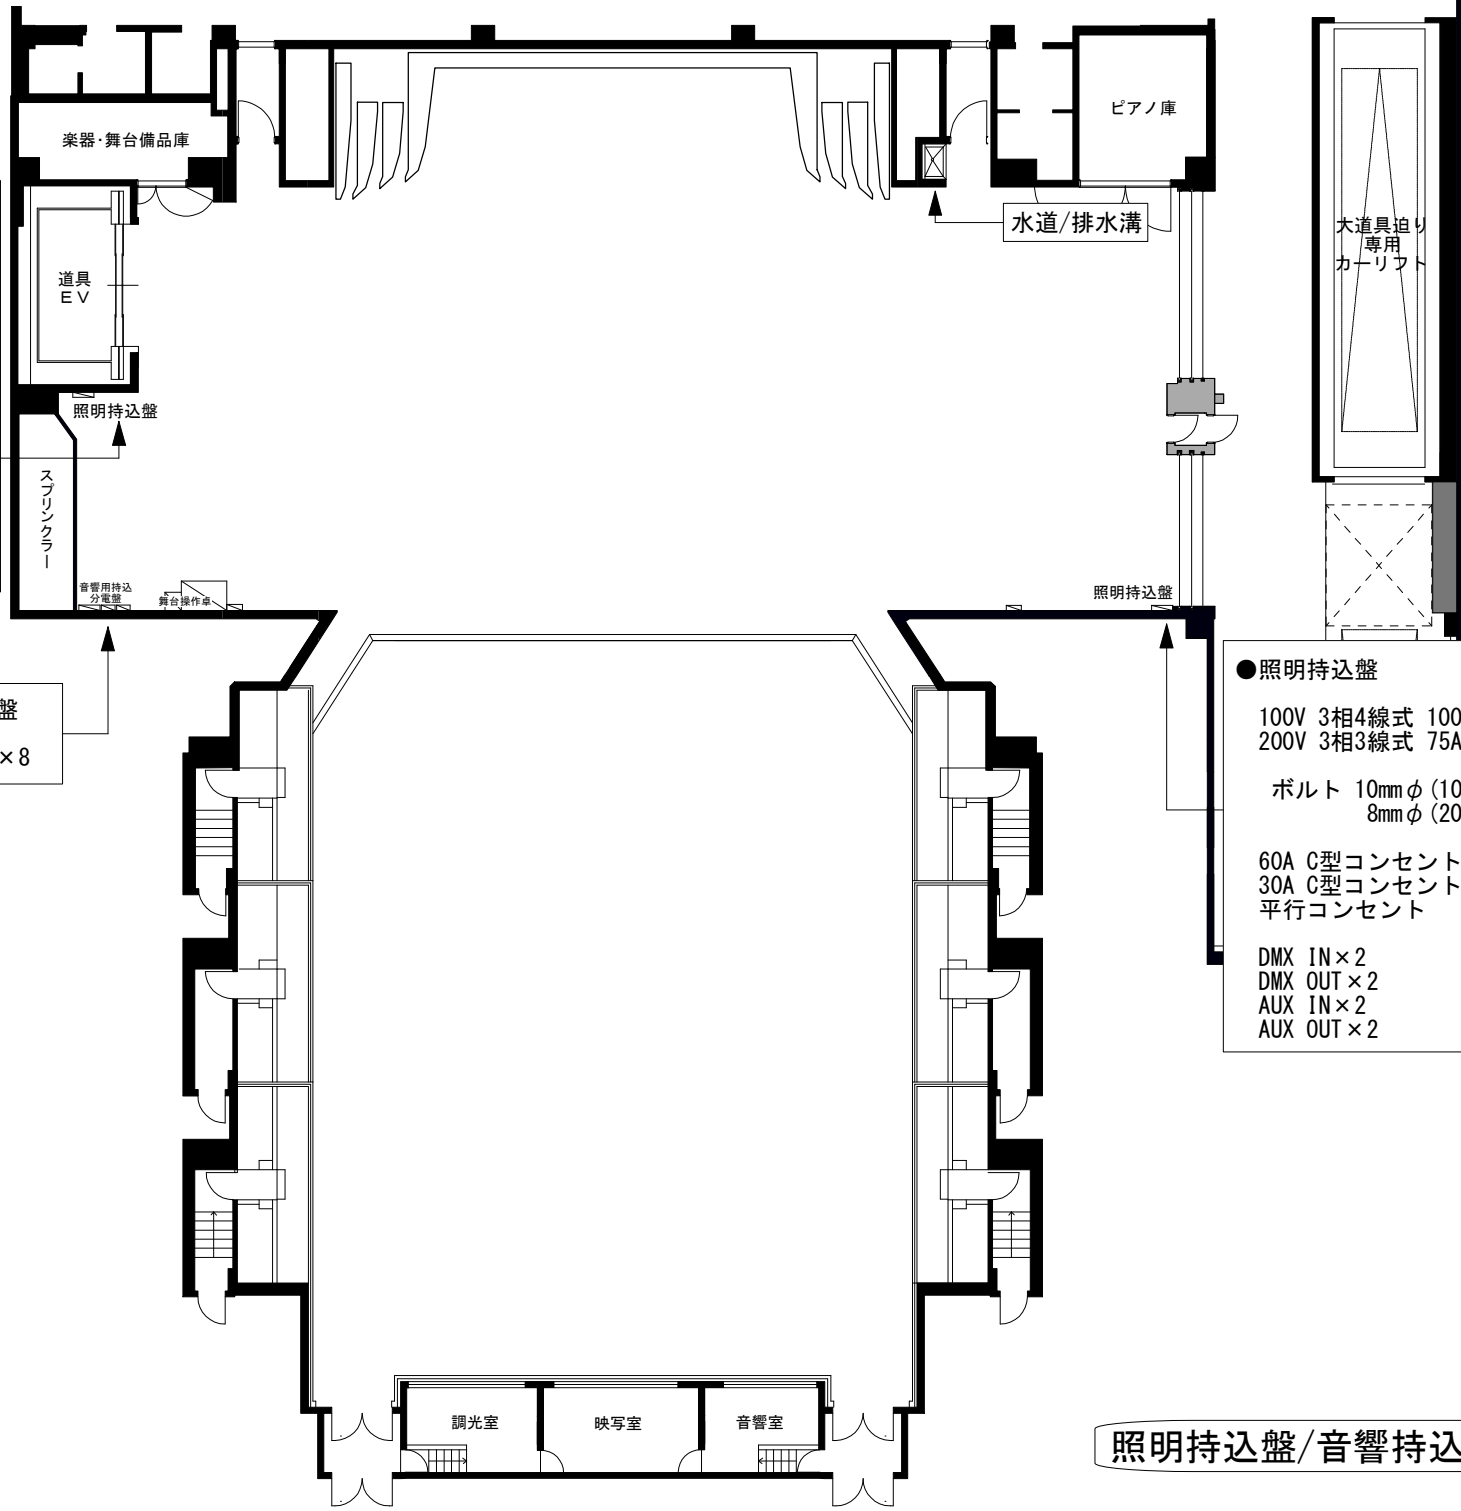 楽器・舞台備品庫
ピアノ庫
水道/排水溝
大道具迫り
専用
カーリフト
道具
EV
照明持込盤
スプリンクラー
音響用持込
分電盤
舞台操作卓
照明持込盤
盤
×8
●照明持込盤
100V 3相4線式 100
200V 3相3線式 75A
ボルト 10mmφ(10
8mmφ(20
60A C型コンセント
30A C型コンセント
平行コンセント
DMX IN×2
DMX OUT×2
AUX IN×2
AUX OUT×2
調光室
映写室
音響室
照明持込盤/音響持込